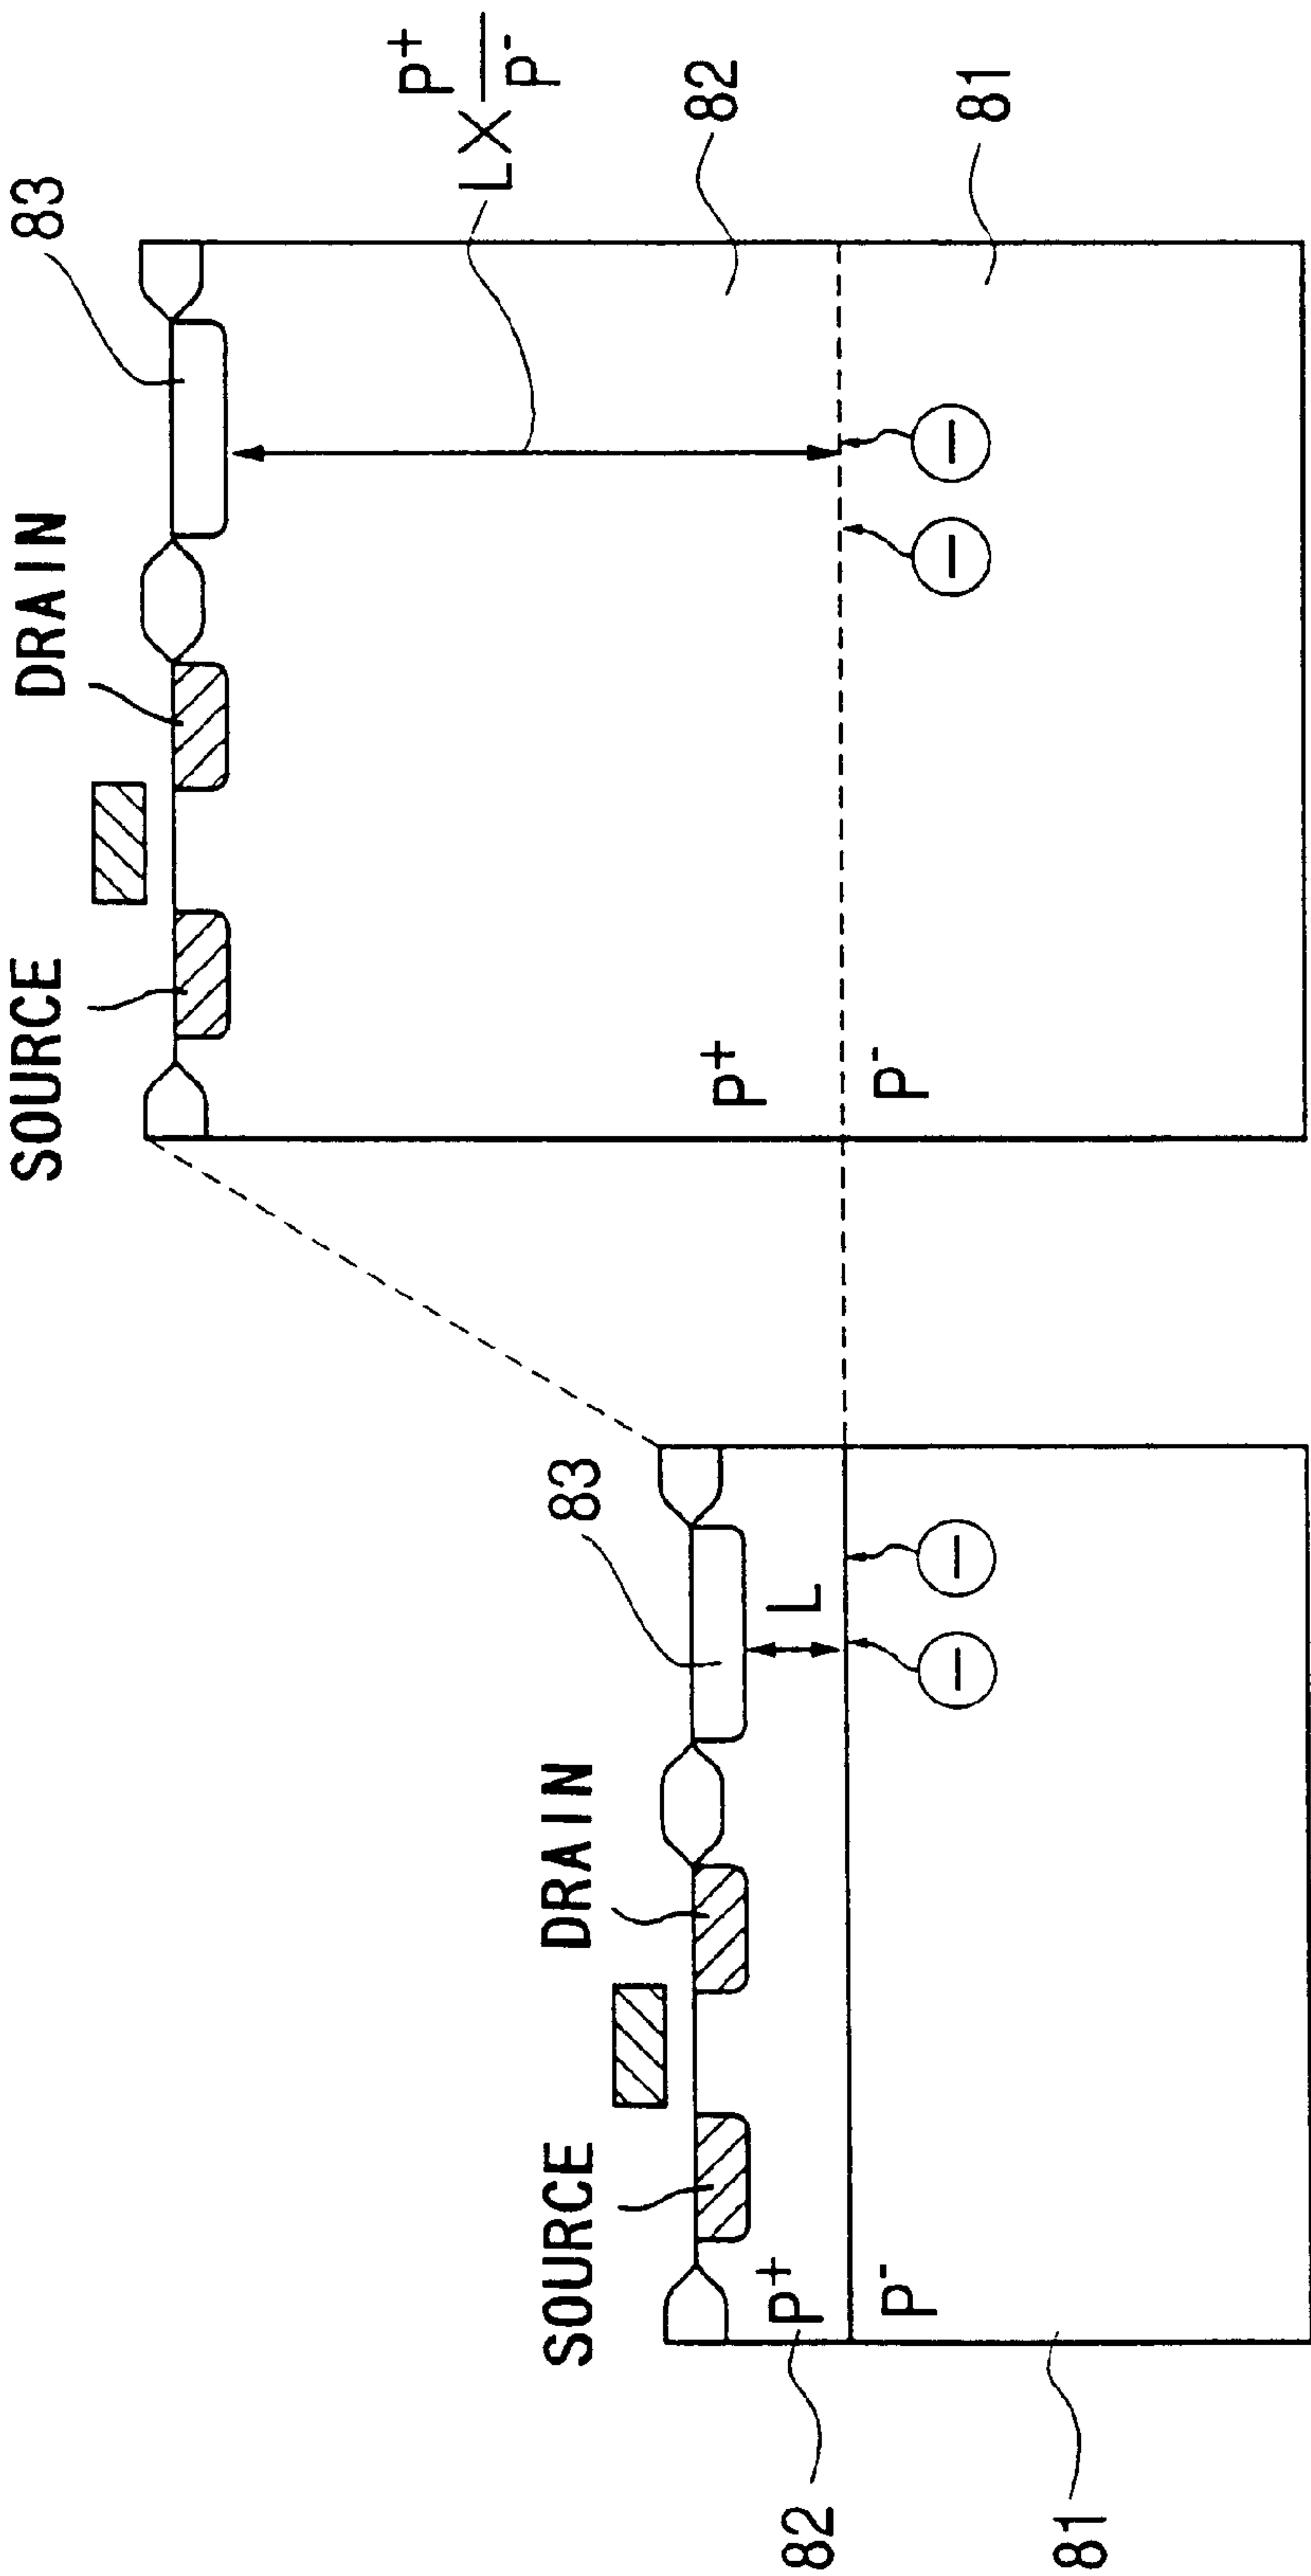 SOURCE DRAIN 83
L×P⁺/P⁻
P⁺ 82
P⁻ 81
SOURCE DRAIN 83
82 P⁺ L
P⁻
81
− −
− −